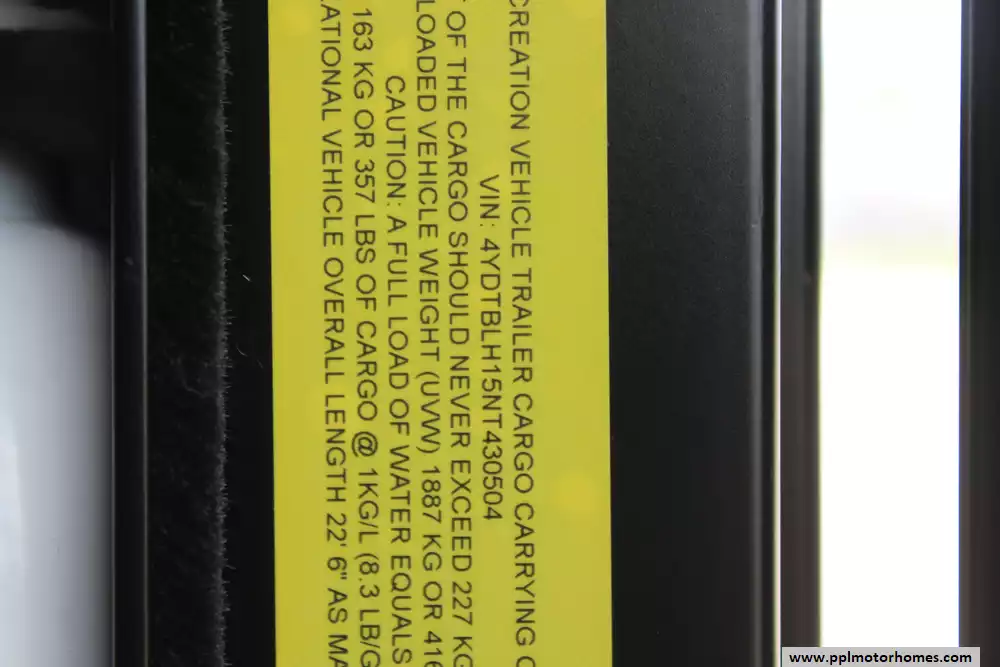 CREATION VEHICLE TRAILER CARGO CARRYING C
VIN: 4YDTBLH15NT430504
OF THE CARGO SHOULD NEVER EXCEED 227 KG
LOADED VEHICLE WEIGHT (UVW) 1887 KG OR 416
CAUTION: A FULL LOAD OF WATER EQUALS
163 KG OR 357 LBS OF CARGO @ 1KG/L (8.3 LB/G
ATIONAL VEHICLE OVERALL LENGTH 22' 6" AS MA
www.pplmotorhomes.com